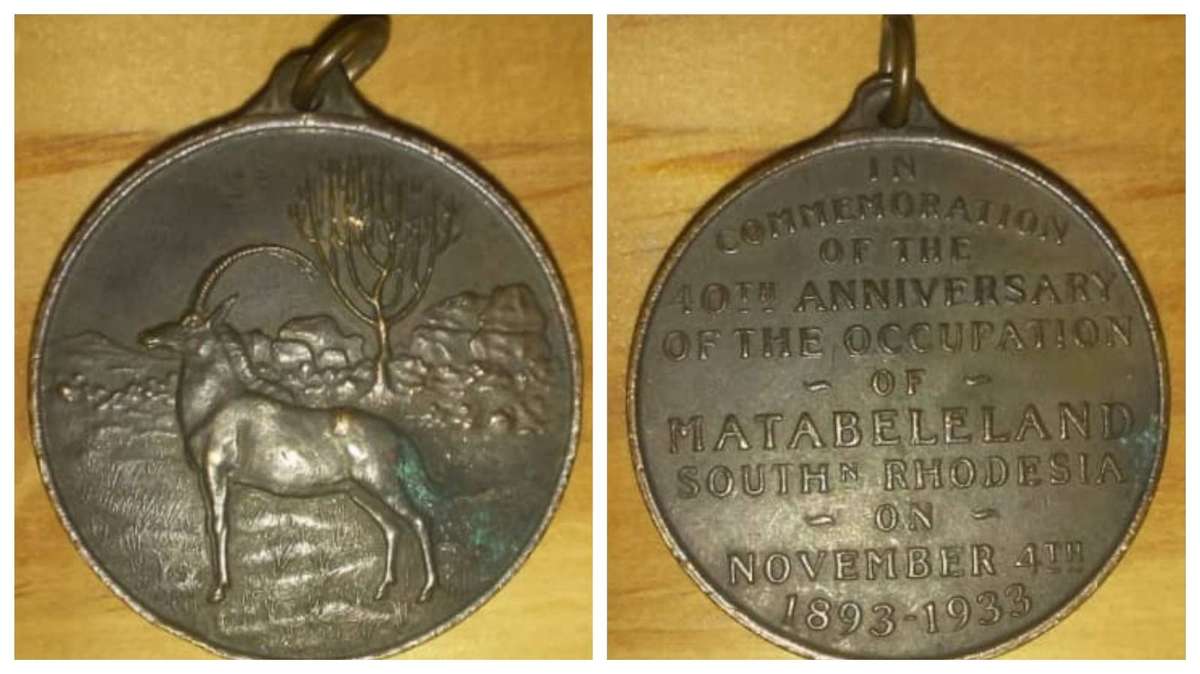 IN
COMMEMORATION
OF THE
40TH ANNIVERSARY
OF THE OCCUPATION
~ OF ~
MATABELELAND
SOUTHN RHODESIA
~ ON ~
NOVEMBER 4TH
1893-1933